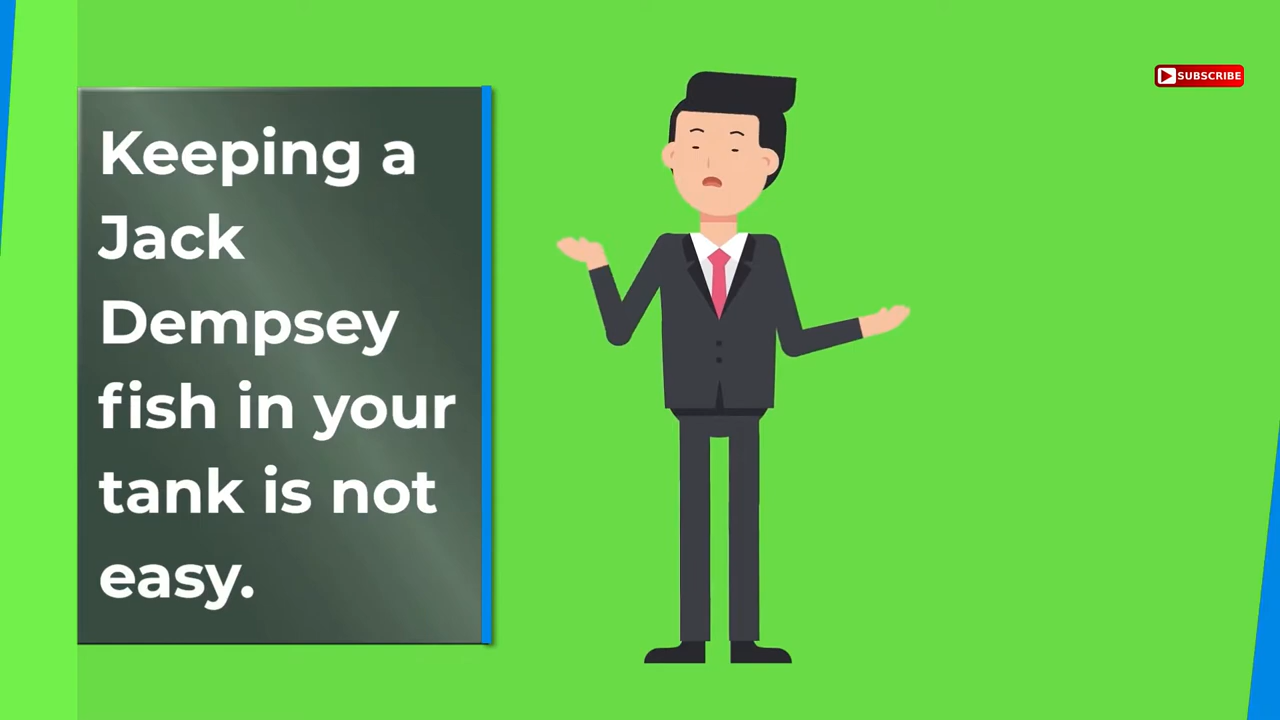 Keeping a
Jack
Dempsey
fish in your
tank is not
easy.
SUBSCRIBE